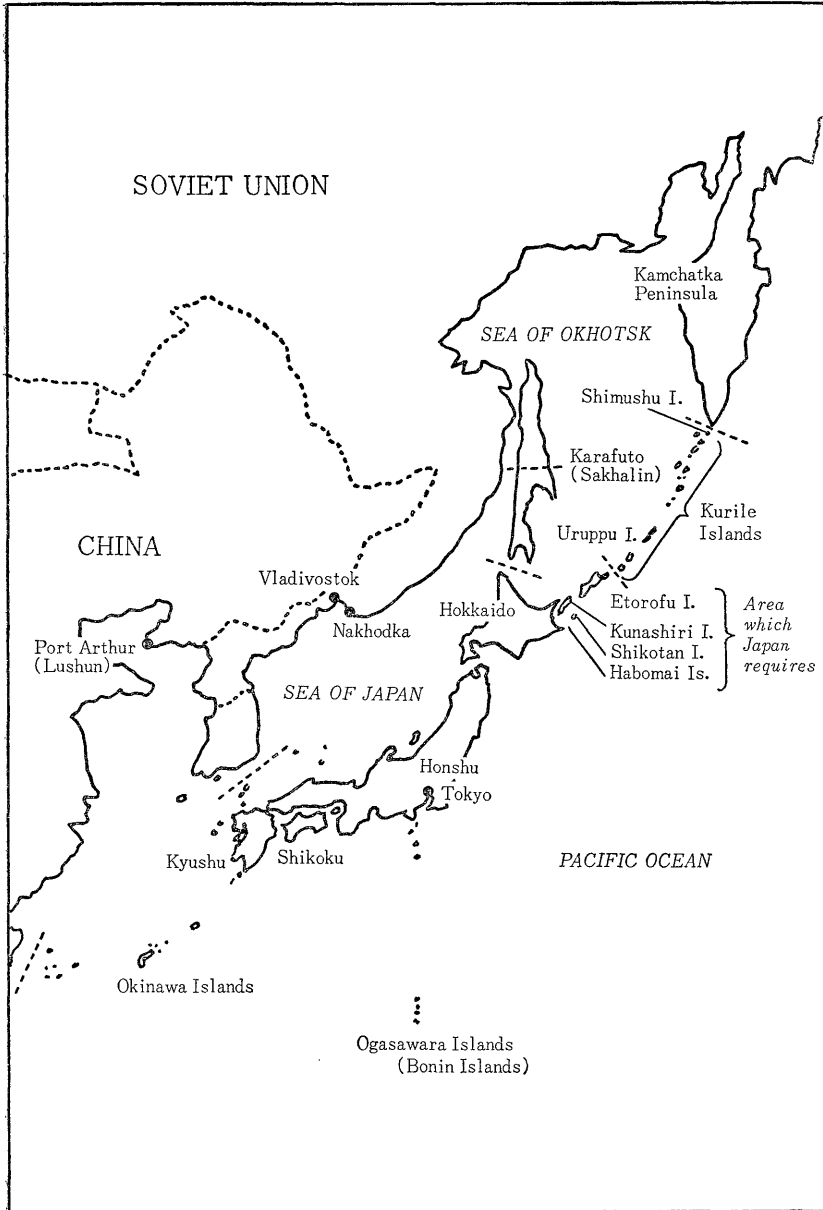 SOVIET UNION
Kamchatka
Peninsula
SEA OF OKHOTSK
Shimushu I.
Karafuto
(Sakhalin)
Kurile
Islands
Uruppu I.
CHINA
Vladivostok
Nakhodka
Hokkaido
Etorofu I.
Kunashiri I.
Shikotan I.
Habomai Is.
Area
which
Japan
requires
Port Arthur
(Lushun)
SEA OF JAPAN
Honshu
Tokyo
Kyushu
Shikoku
PACIFIC OCEAN
Okinawa Islands
Ogasawara Islands
(Bonin Islands)